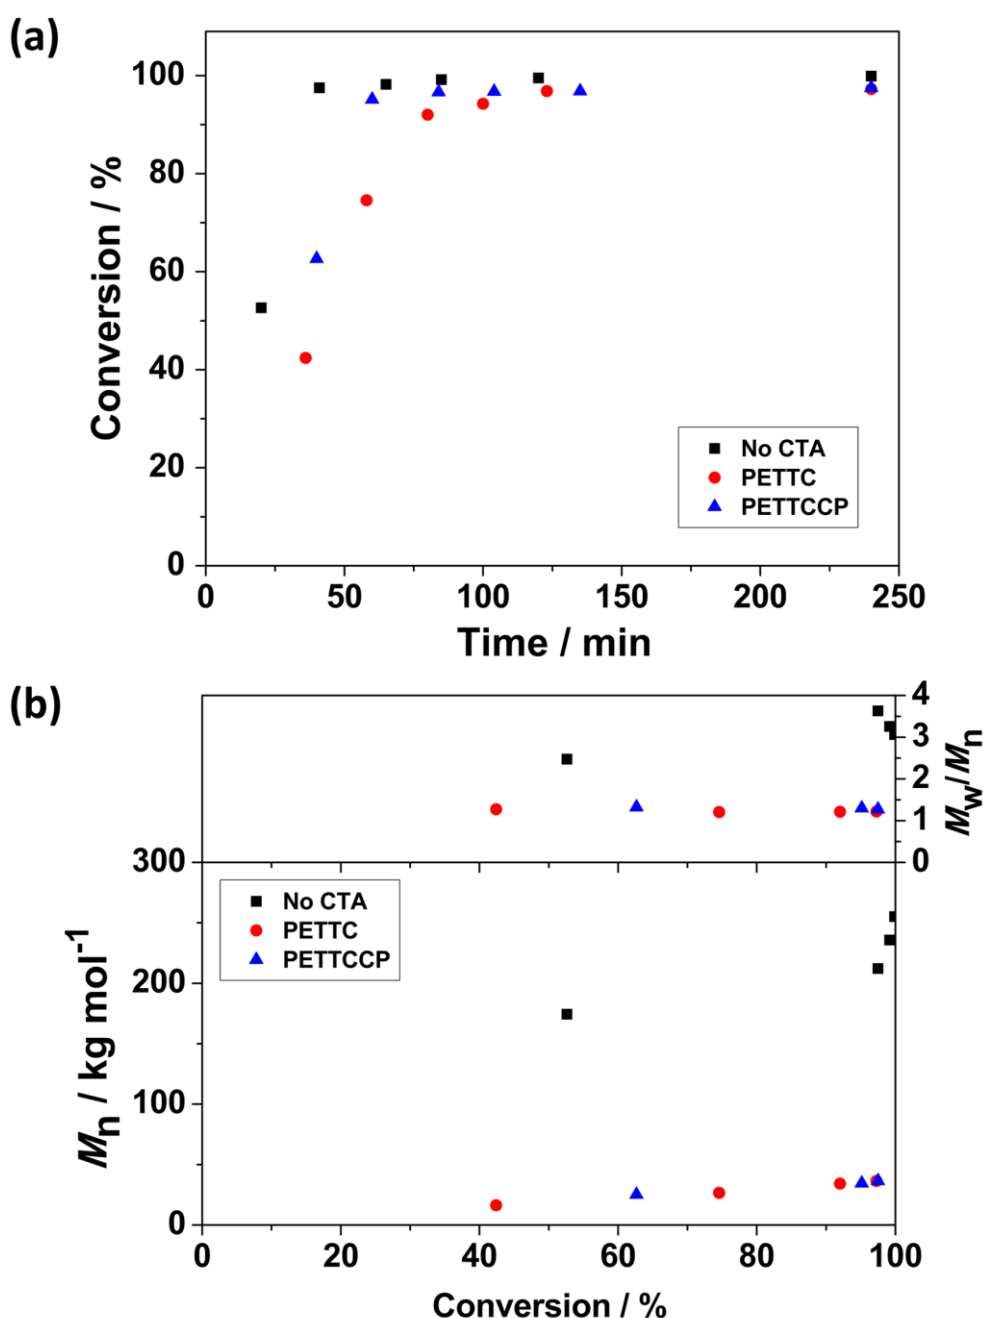 (a)
100
80
60
40
20
0
Conversion / %
No CTA
PETTC
PETTCCP
0 50 100 150 200 250
Time / min
(b)
4
3
2
1
0
Mw/Mn
300
200
100
0
Mn / kg mol-1
No CTA
PETTC
PETTCCP
0 20 40 60 80 100
Conversion / %